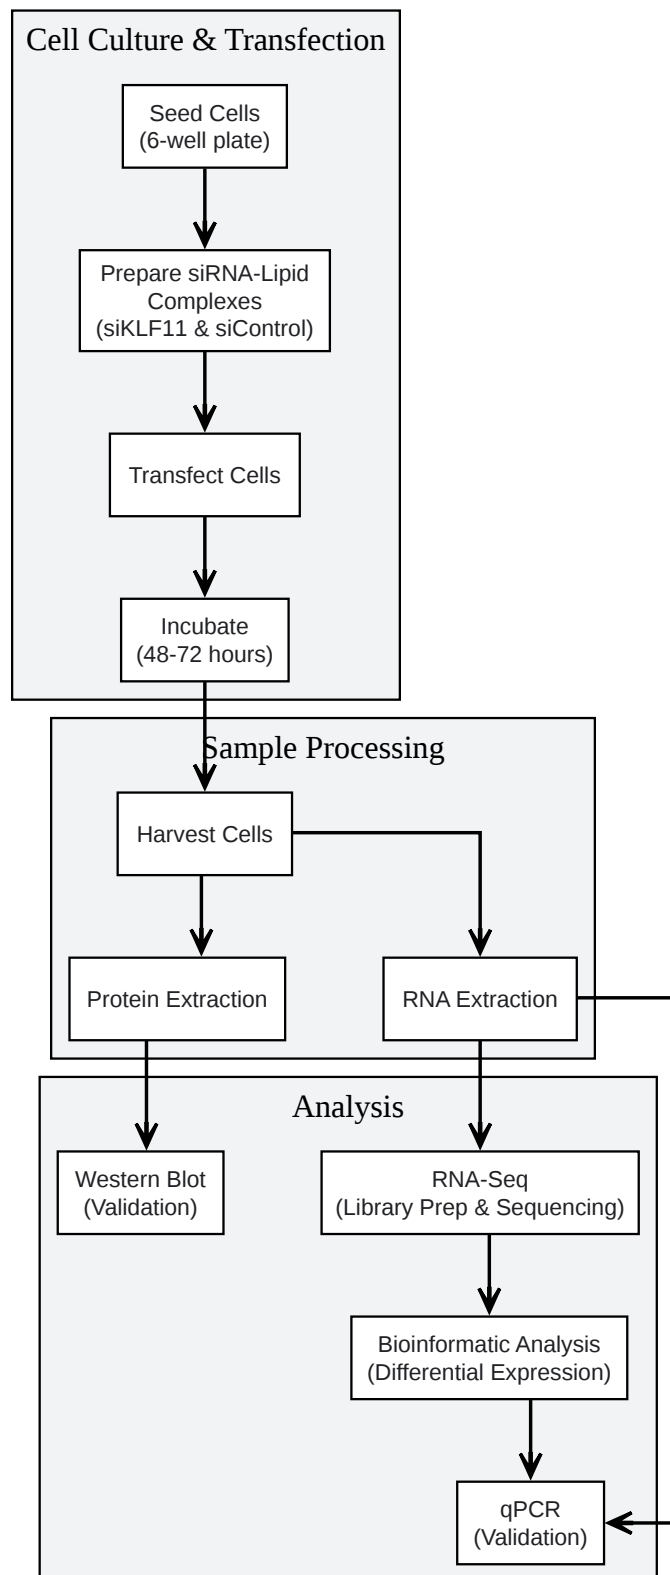 Cell Culture & Transfection
Seed Cells
(6-well plate)
Prepare siRNA-Lipid
Complexes
(siKLF11 & siControl)
Transfect Cells
Incubate
(48-72 hours)
Sample Processing
Harvest Cells
Protein Extraction
RNA Extraction
Analysis
Western Blot
(Validation)
RNA-Seq
(Library Prep & Sequencing)
Bioinformatic Analysis
(Differential Expression)
qPCR
(Validation)